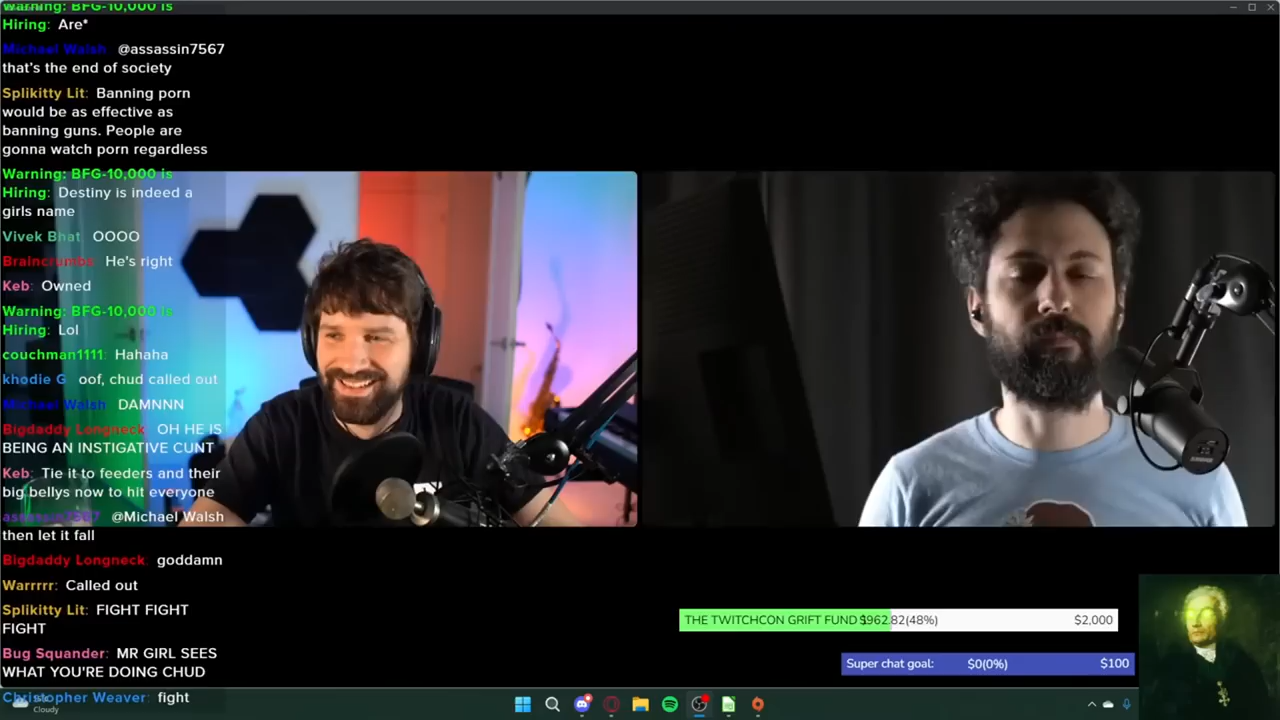 Warning: BFG-10,000 is
Hiring: Are*
Michael Walsh @assassin7567
that's the end of society
Splikitty Lit: Banning porn
would be as effective as
banning guns. People are
gonna watch porn regardless
Warning: BFG-10,000 is
Hiring: Destiny is indeed a
girls name
Vivek Bhat OOOO
Braincrumbs He's right
Keb: Owned
Warning: BFG-10,000 is
Hiring: Lol
couchman1111: Hahaha
khodie G oof, chud called out
Michael Walsh DAMNNN
Bigdaddy Longneck OH HE IS
BEING AN INSTIGATIVE CUNT
Keb: Tie it to feeders and their
big bellys now to hit everyone
assassin7567 @Michael Walsh
then let it fall
Bigdaddy Longneck: goddamn
Warrrrr: Called out
Splikitty Lit: FIGHT FIGHT
FIGHT
Bug Squander: MR GIRL SEES
WHAT YOU'RE DOING CHUD
Christopher Weaver: fight
Cloudy
THE TWITCHCON GRIFT FUND $962.82(48%) $2,000
Super chat goal: $0(0%) $100